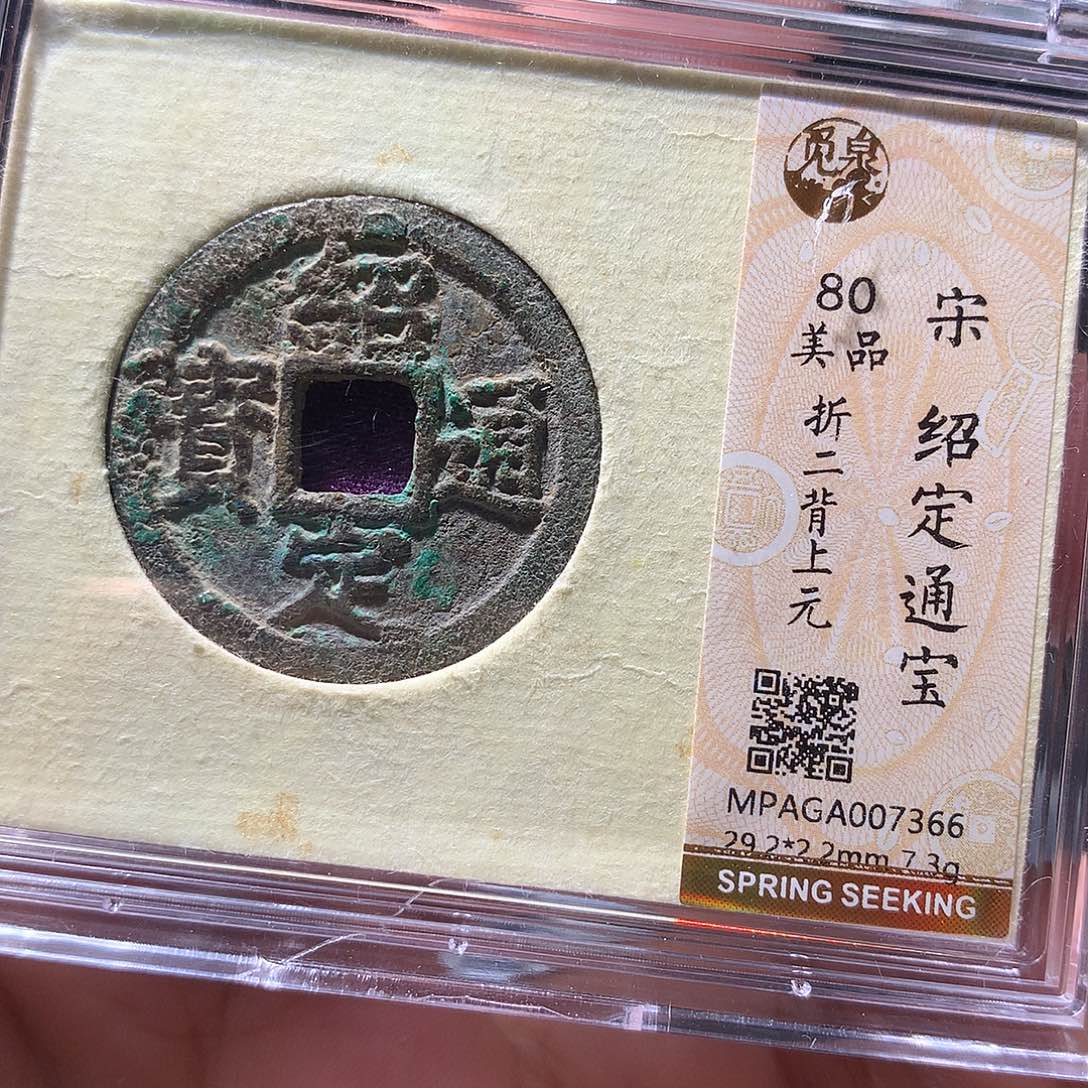 紹
定
通
寳
觅泉
80
美品
折二背上元
宋 绍定通宝
MPAGA007366
29.2*2.2mm 7.3g
SPRING SEEKING